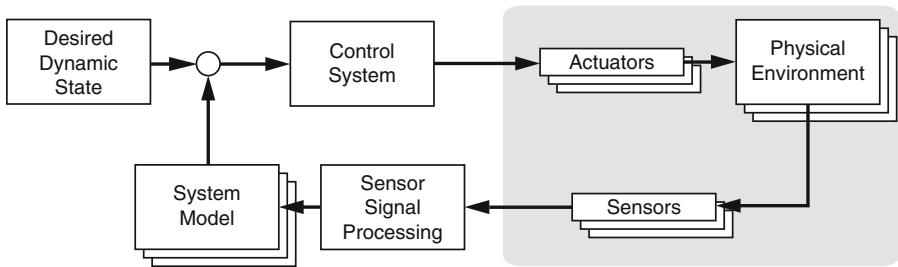 Desired
Dynamic
State
Control
System
Actuators
Physical
Environment
System
Model
Sensor
Signal
Processing
Sensors